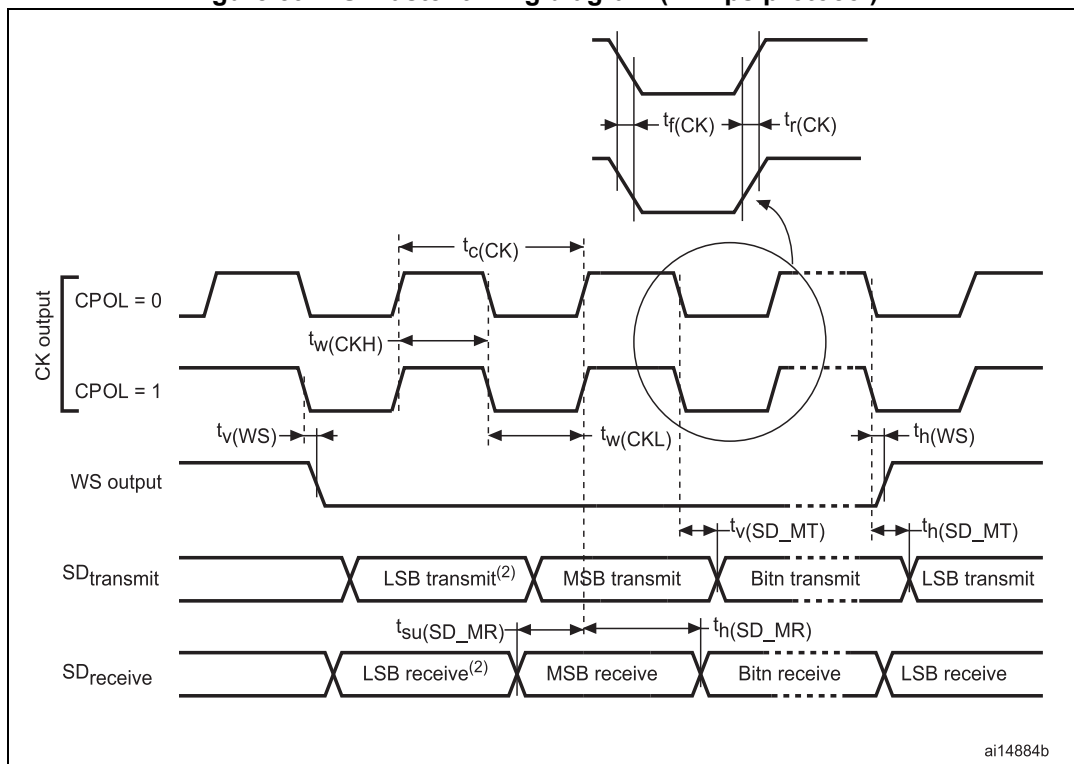 tf(CK)
tr(CK)
tc(CK)
CK output
CPOL = 0
tw(CKH)
CPOL = 1
tv(WS)
tw(CKL)
th(WS)
WS output
tv(SD_MT)
th(SD_MT)
SDtransmit
LSB transmit(2)
MSB transmit
Bitn transmit
LSB transmit
tsu(SD_MR)
th(SD_MR)
SDreceive
LSB receive(2)
MSB receive
Bitn receive
LSB receive
ai14884b